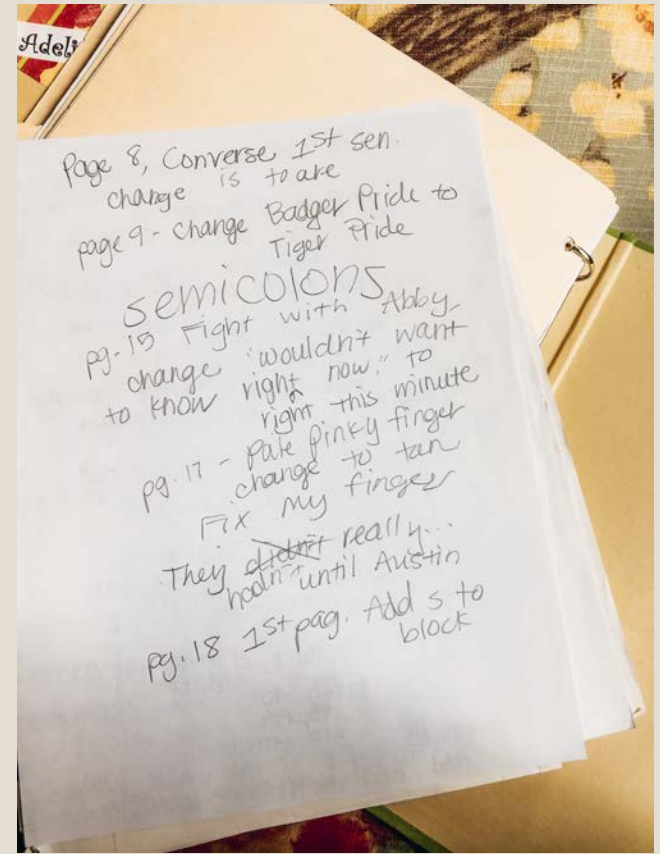 Adeli
Page 8, Converse 1st sen.
change is to are
page 9 - Change Badger Pride to
Tiger Pride
semicolons
pg. 15 Fight with Abby
change "wouldn't want
to know right now," to
right this minute
pg. 17 - pale pinky finger
change to tan
Fix my finger
They didn't really...
hadn't until Austin
pg. 18 1st pag. Add s to
block